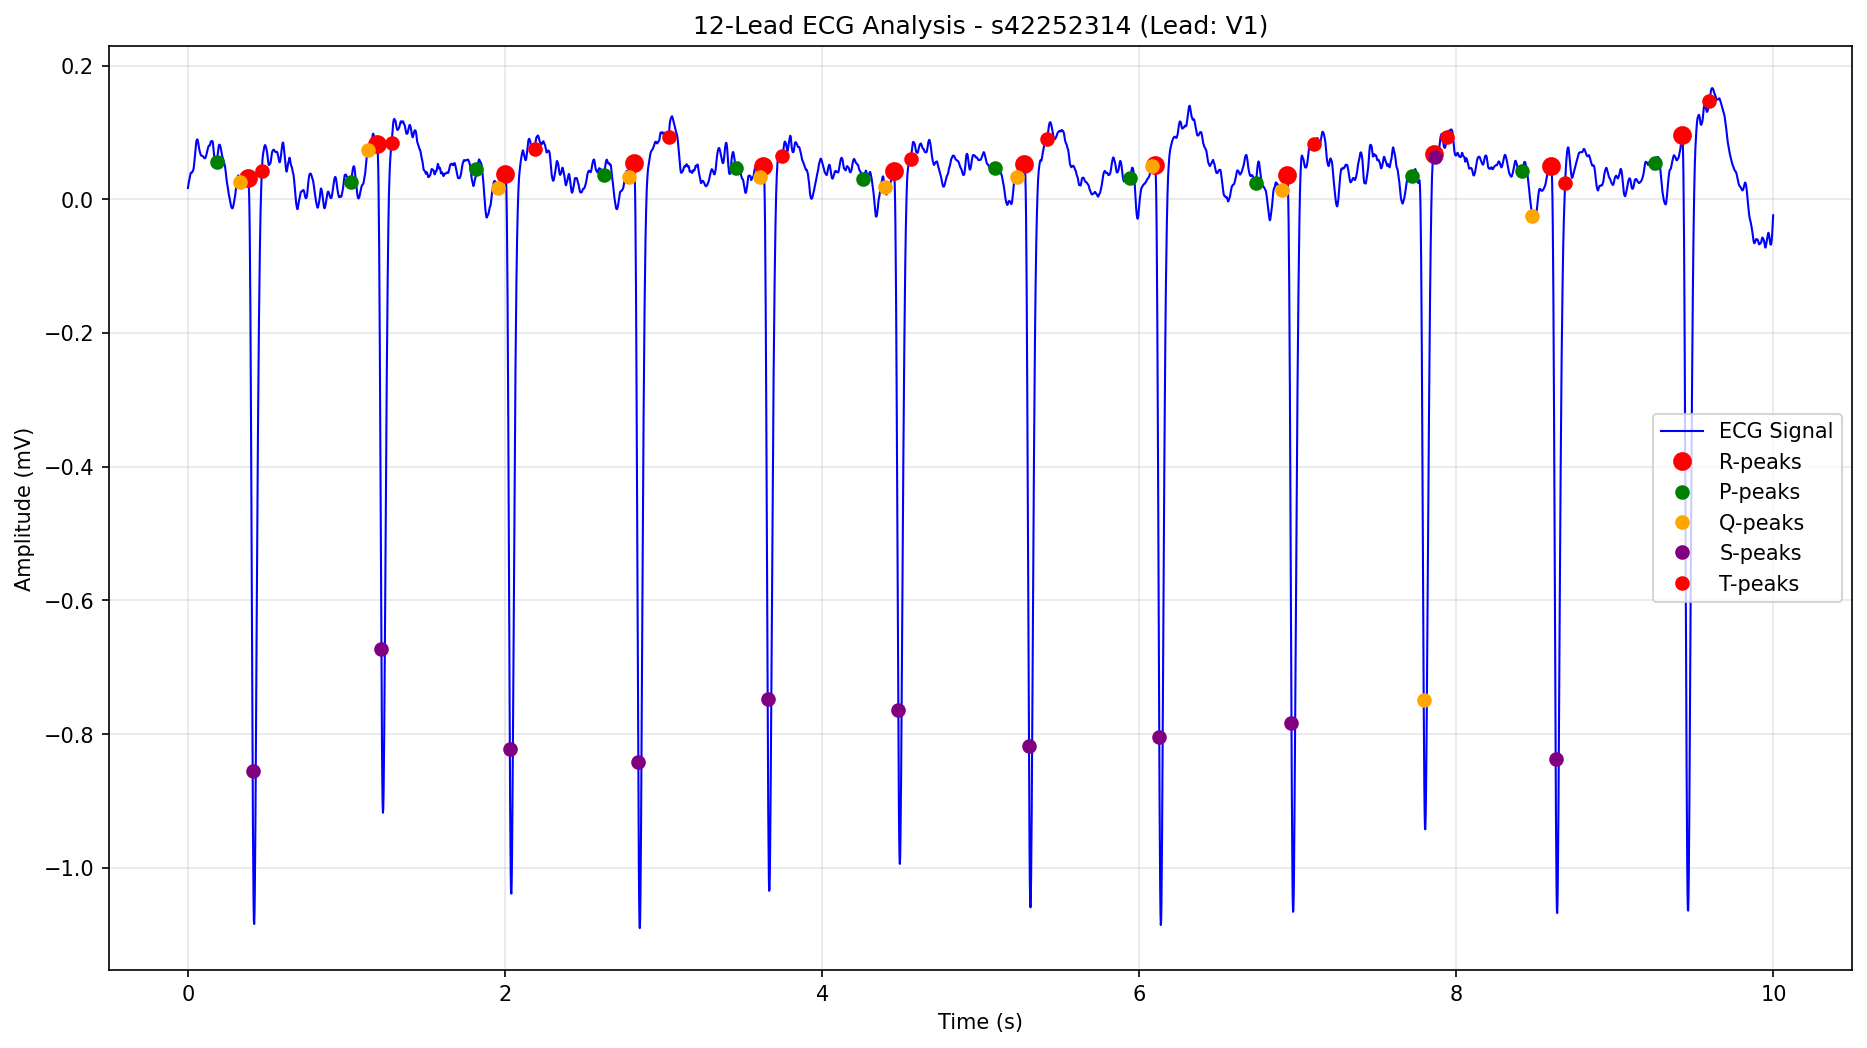 12-Lead ECG Analysis - s42252314 (Lead: V1)
0.2
0.0
−0.2
−0.4
−0.6
−0.8
−1.0
Amplitude (mV)
ECG Signal
R-peaks
P-peaks
Q-peaks
S-peaks
T-peaks
0 2 4 6 8 10
Time (s)